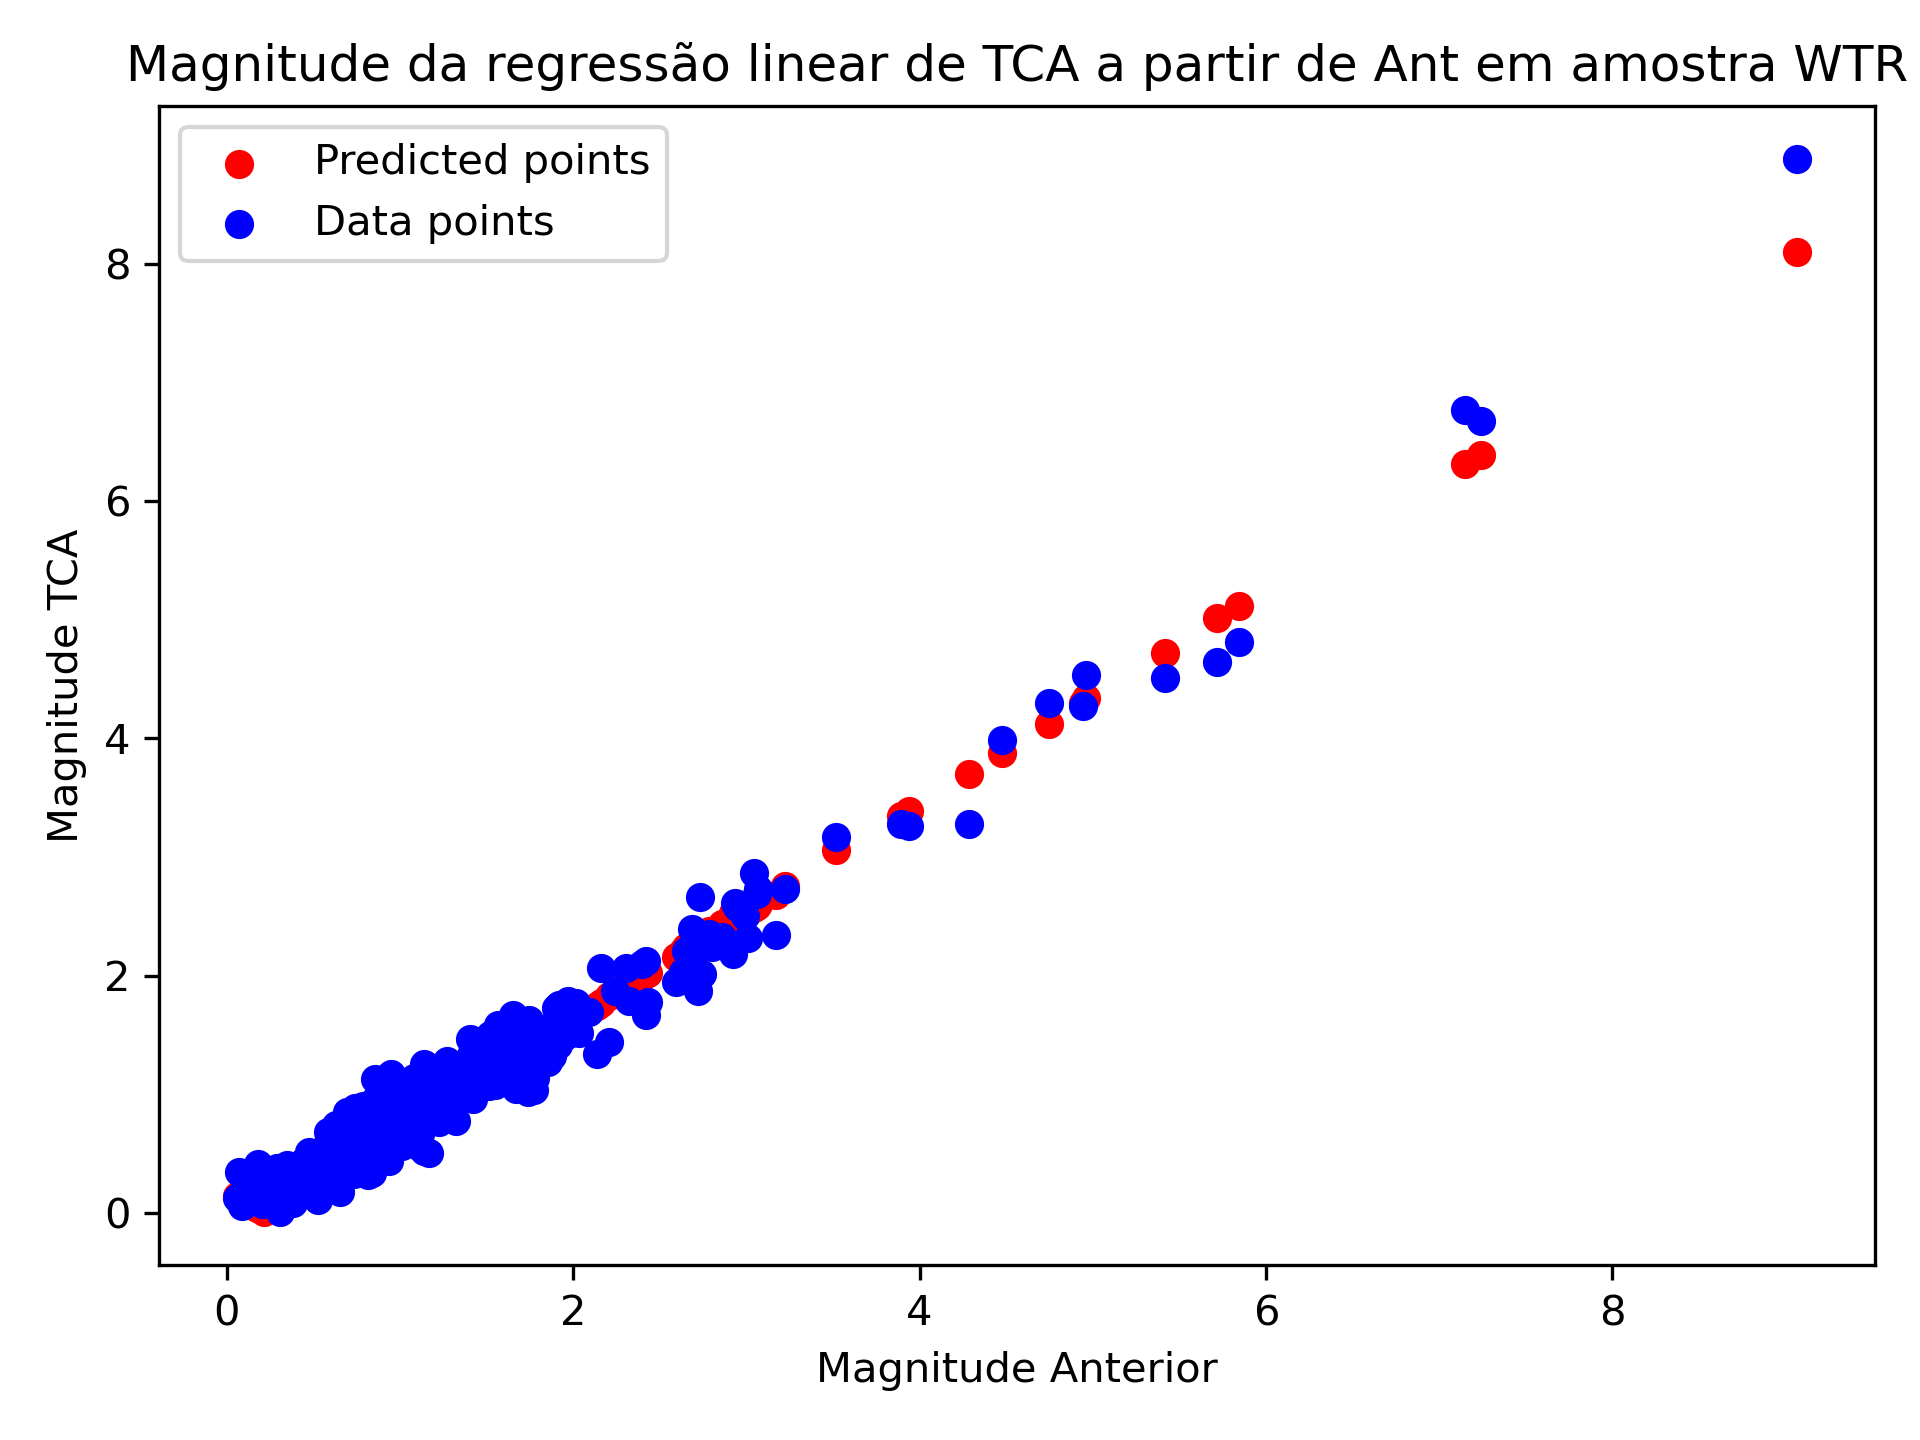 Magnitude da regressão linear de TCA a partir de Ant em amostra WTR
Predicted points
Data points
8
6
4
2
0
Magnitude TCA
0 2 4 6 8
Magnitude Anterior